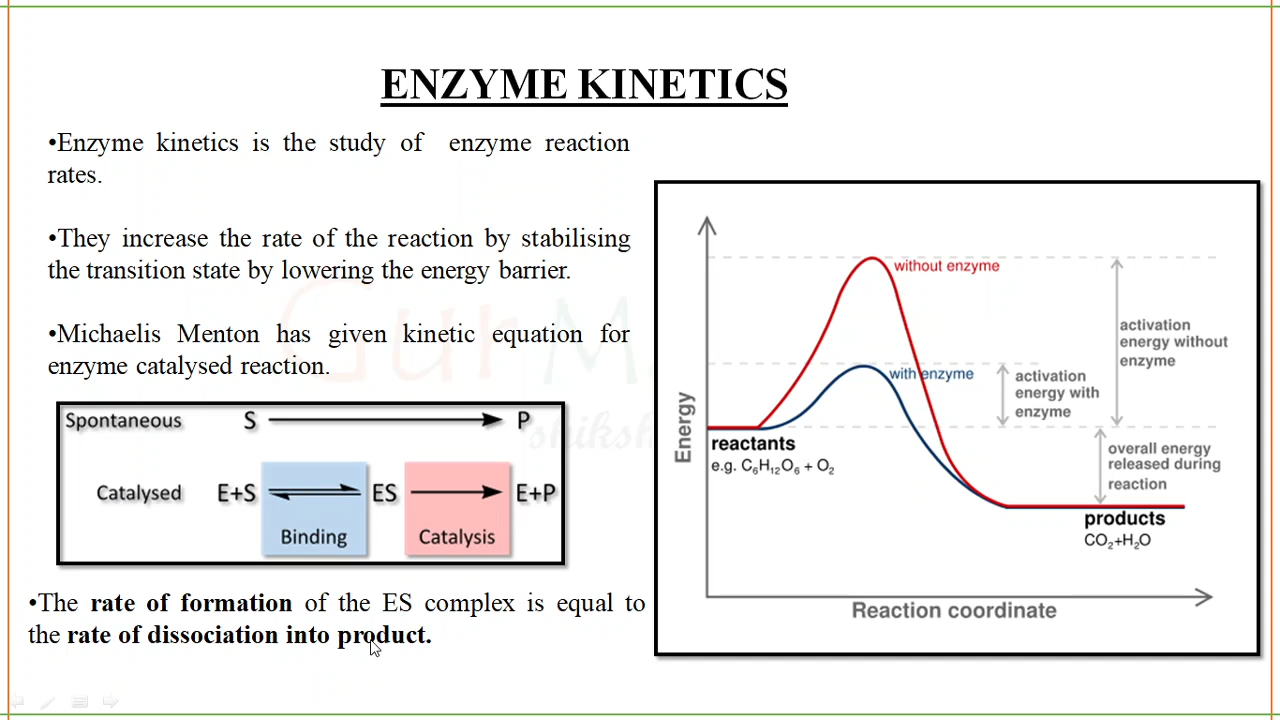 ENZYME KINETICS
•Enzyme kinetics is the study of enzyme reaction
rates.
•They increase the rate of the reaction by stabilising
the transition state by lowering the energy barrier.
•Michaelis Menton has given kinetic equation for
enzyme catalysed reaction.
Spontaneous S P
Catalysed E+S ES E+P
Binding Catalysis
•The rate of formation of the ES complex is equal to
the rate of dissociation into product.
without enzyme
with enzyme
activation
energy without
enzyme
activation
energy with
enzyme
Energy
reactants
e.g. C₆H₁₂O₆ + O₂
overall energy
released during
reaction
products
CO₂+H₂O
Reaction coordinate